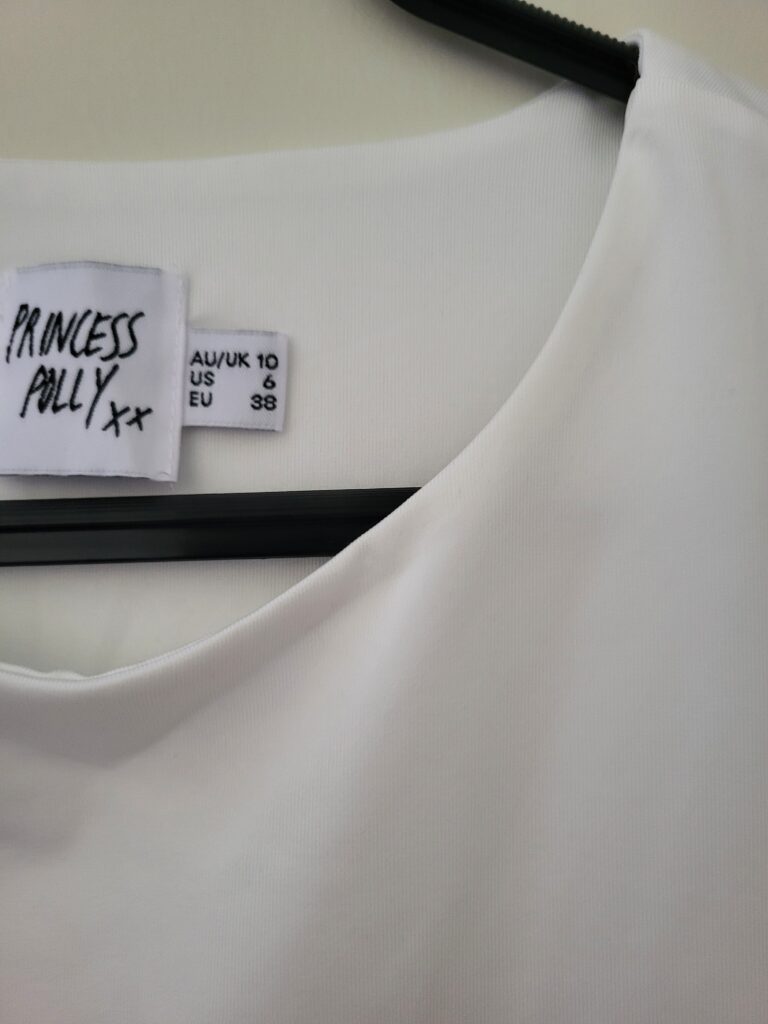 PRINCESS
POLLY xx
AU/UK 10
US 6
EU 38